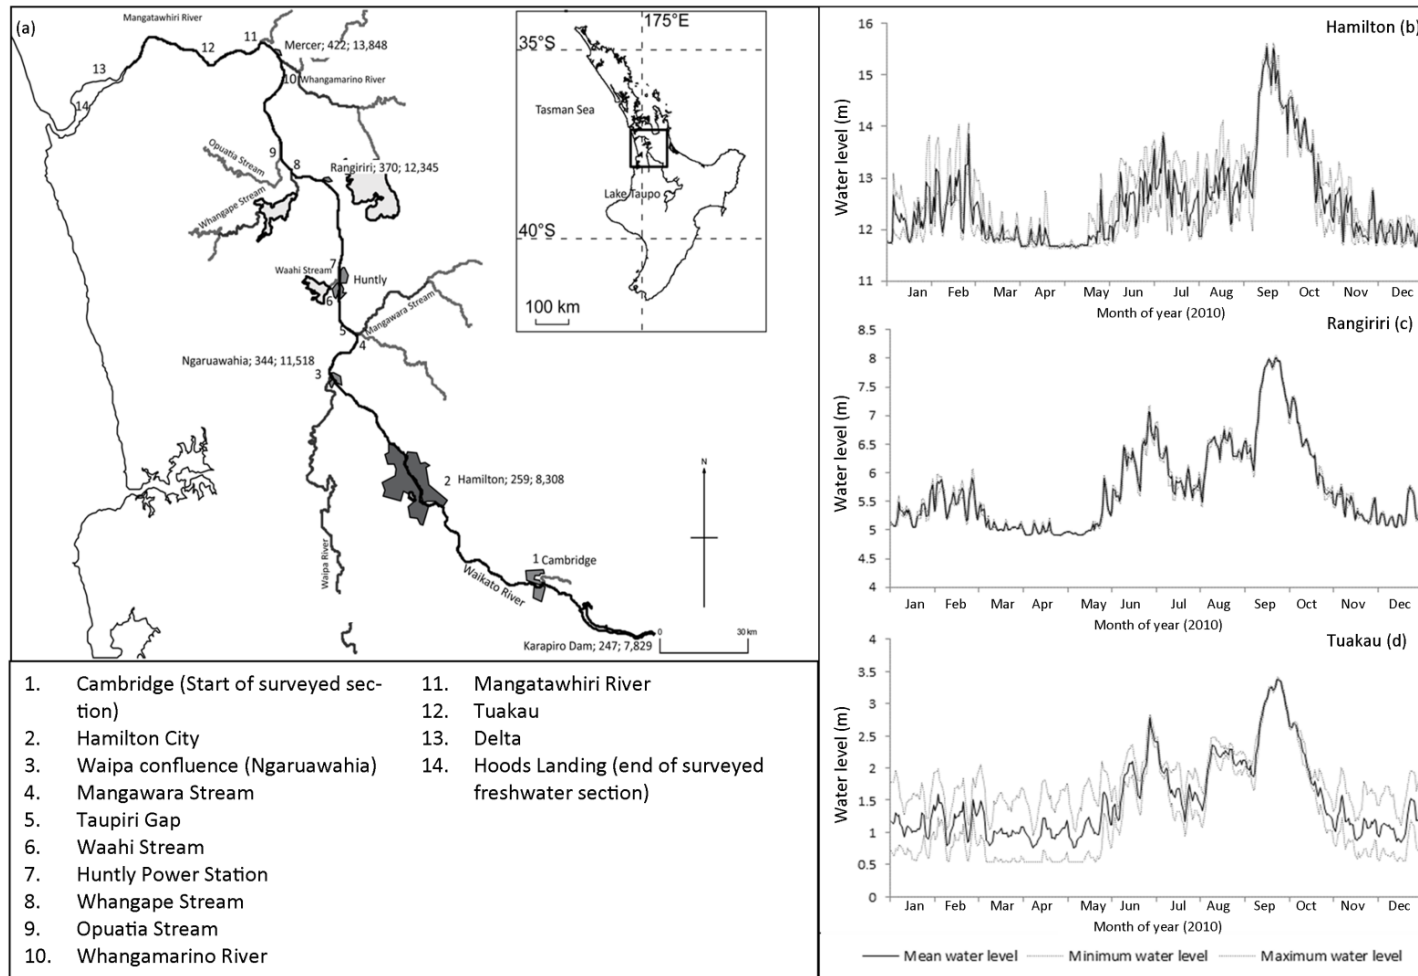 (a)
Mangatawhiri River
12
11
Mercer; 422; 13,848
13
14
10
Whangamarino River
Opuatia Stream
9
8
Rangiriri; 370; 12,345
Whangape Stream
7
Waahi Stream
Huntly
6
5
Mangawara Stream
4
Ngaruawahia; 344; 11,518
3
2
Hamilton; 259; 8,308
Waipa River
N
1
Cambridge
Waikato River
0
30 km
Karapiro Dam; 247; 7,829
175°E
35°S
Tasman Sea
Lake Taupo
40°S
100 km
1. Cambridge (Start of surveyed sec-
tion)
2. Hamilton City
3. Waipa confluence (Ngaruawahia)
4. Mangawara Stream
5. Taupiri Gap
6. Waahi Stream
7. Huntly Power Station
8. Whangape Stream
9. Opuatia Stream
10. Whangamarino River
11. Mangatawhiri River
12. Tuakau
13. Delta
14. Hoods Landing (end of surveyed
freshwater section)
Hamilton (b)
Water level (m)
16
15
14
13
12
11
Jan Feb Mar Apr May Jun Jul Aug Sep Oct Nov Dec
Month of year (2010)
Rangiriri (c)
Water level (m)
8.5
8
7.5
7
6.5
6
5.5
5
4.5
4
Jan Feb Mar Apr May Jun Jul Aug Sep Oct Nov Dec
Month of year (2010)
Tuakau (d)
Water level (m)
4
3.5
3
2.5
2
1.5
1
0.5
0
Jan Feb Mar Apr May Jun Jul Aug Sep Oct Nov Dec
Month of year (2010)
Mean water level Minimum water level Maximum water level